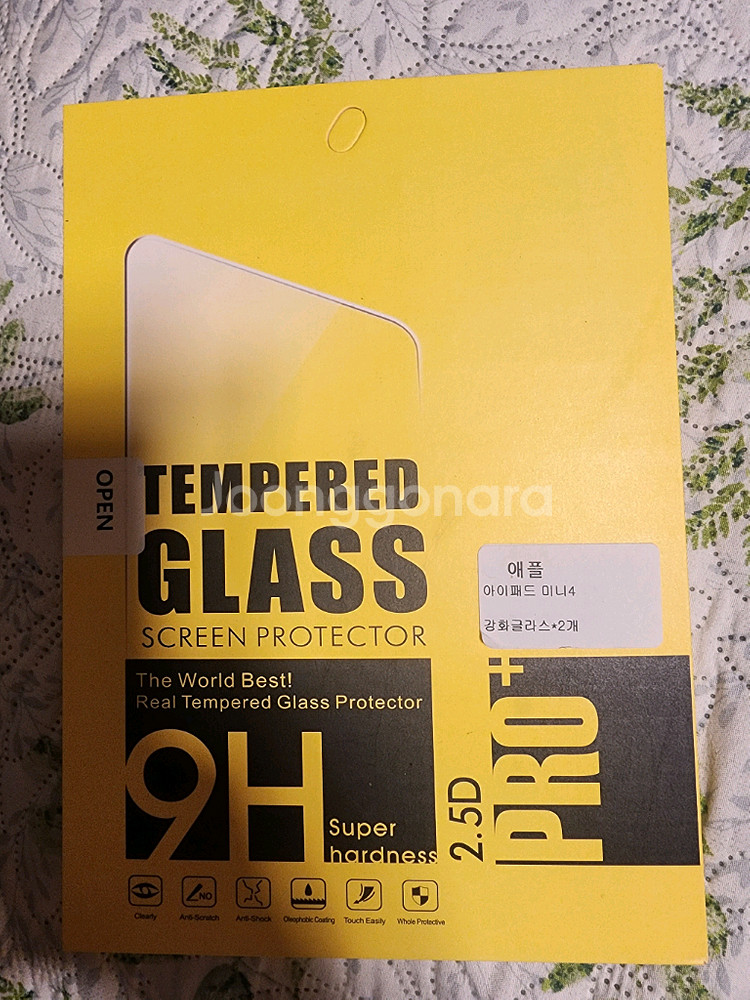 TEMPERED
GLASS
SCREEN PROTECTOR
OPEN
Joonggonara
애플
아이패드 미니4
강화글라스*2개
The World Best!
Real Tempered Glass Protector
9H
Super
hardness
2.5D
PRO+
Clearly
NO
Anti-Scratch
Anti-Shock
Oleophobic Coating
Touch Easily
Whole Protective